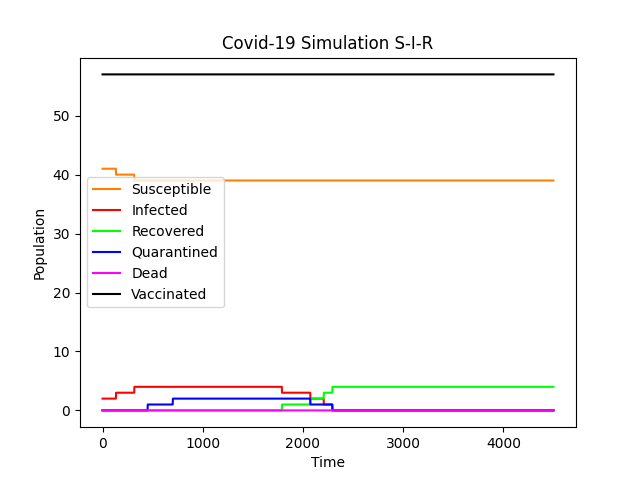 Covid-19 Simulation S-I-R
50
40
30
20
10
0
Population
Susceptible
Infected
Recovered
Quarantined
Dead
Vaccinated
0 1000 2000 3000 4000
Time